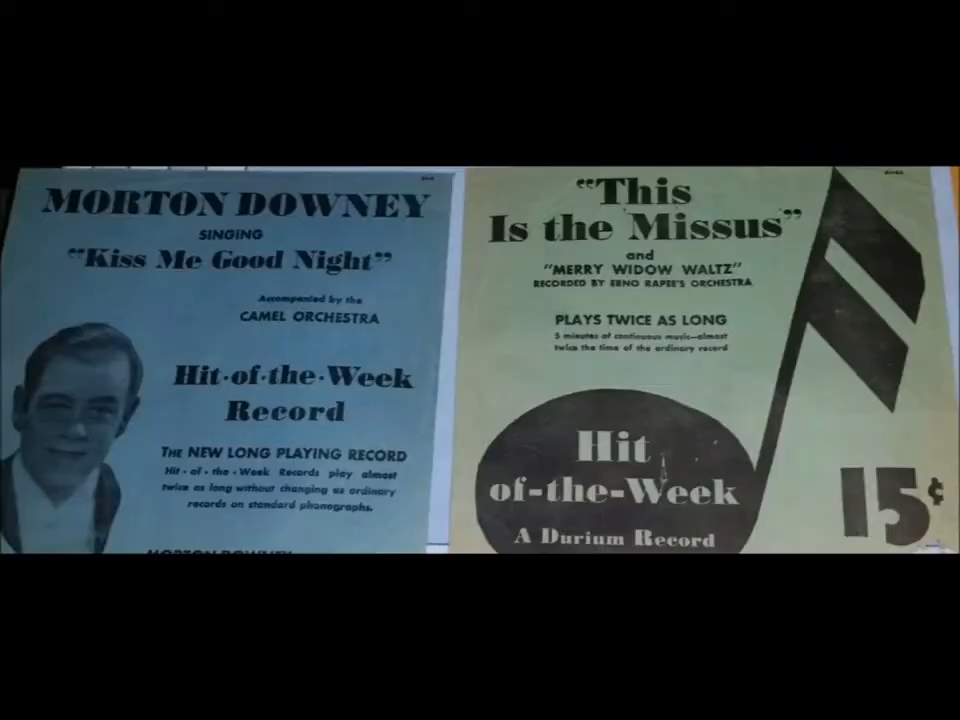 MORTON DOWNEY
SINGING
"Kiss Me Good Night"
Accompanied by the
CAMEL ORCHESTRA
Hit-of-the-Week
Record
THE NEW LONG PLAYING RECORD
Hit-of-the-Week Records play almost
twice as long without changing as ordinary
records on standard phonographs.
MORTON DOWNEY
"This
Is the Missus"
and
"MERRY WIDOW WALTZ"
RECORDED BY ERNO RAPEE'S ORCHESTRA
PLAYS TWICE AS LONG
5 minutes of continuous music—almost
twice the time of the ordinary record
Hit
of-the-Week
A Durium Record
15¢